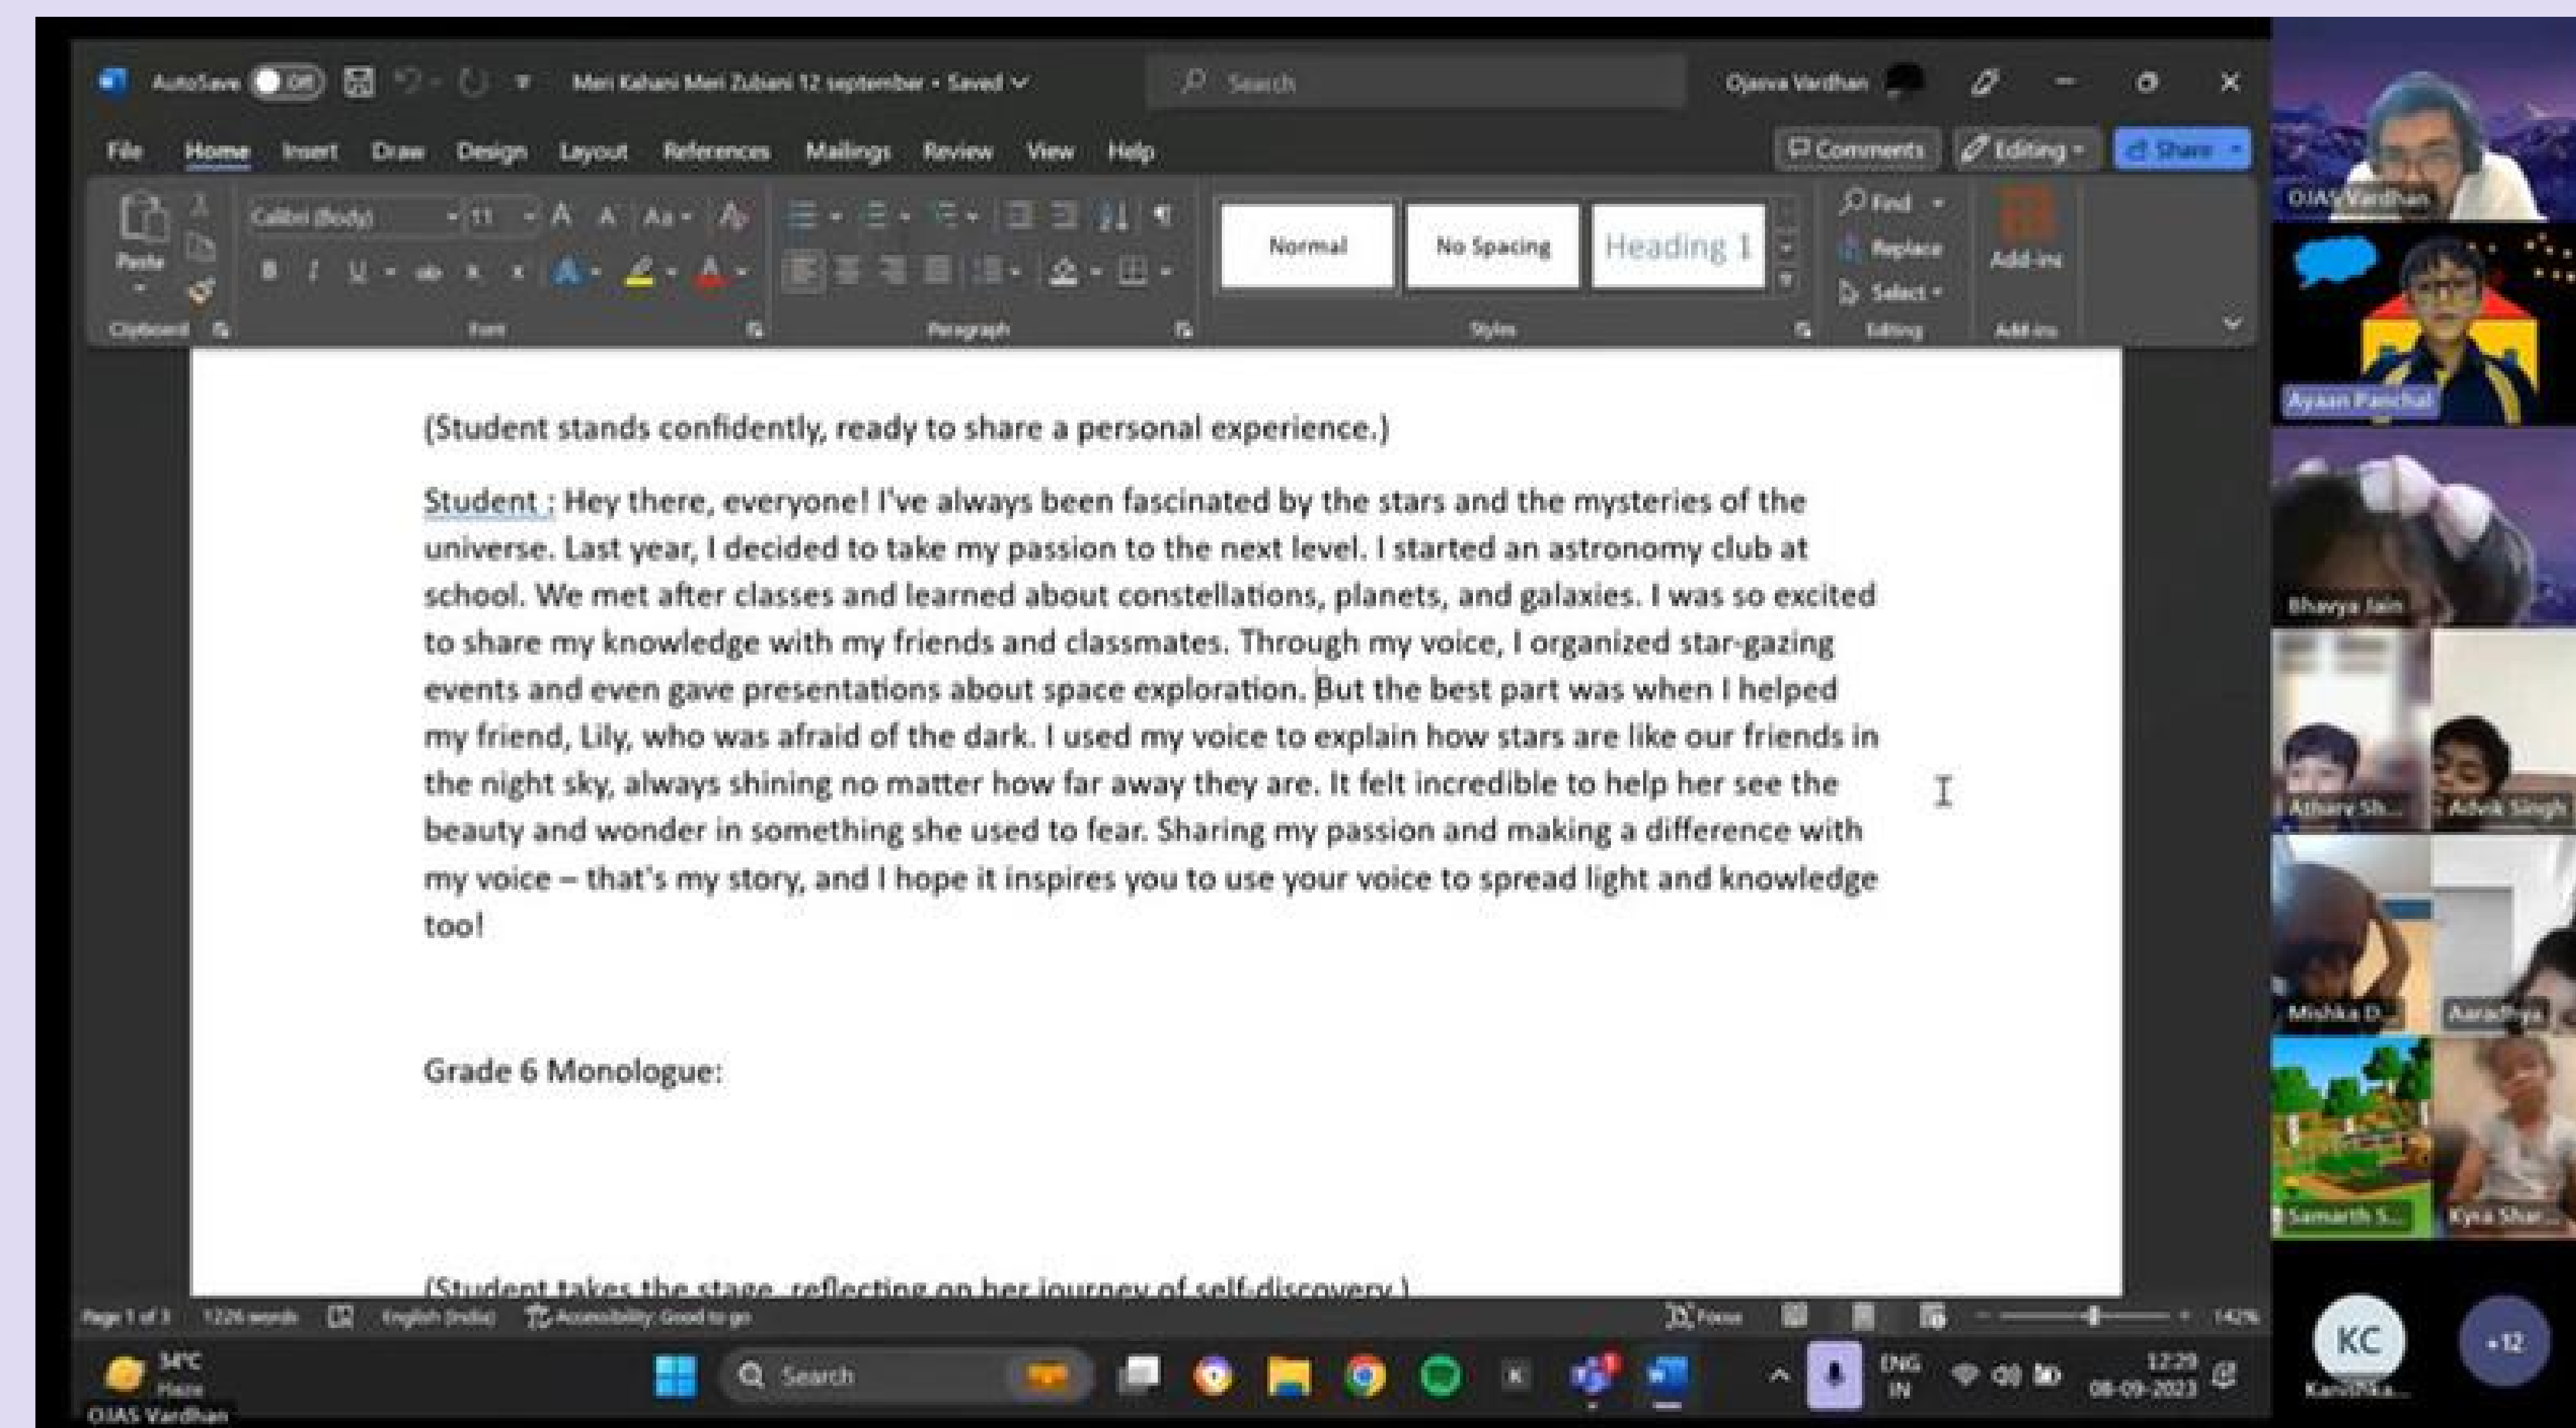 AutoSave Off Meri Kahani Meri Zubani 12 september • Saved Search Ojasva Vardhan
File Home Insert Draw Design Layout References Mailings Review View Help Comments Editing Share
Calibri (Body) 11 A A Aa Find
Paste Normal No Spacing Heading 1 Replace Add-ins
B I U ab x x A A Select
Clipboard Font Paragraph Styles Editing Add-ins
(Student stands confidently, ready to share a personal experience.)
Student : Hey there, everyone! I've always been fascinated by the stars and the mysteries of the
universe. Last year, I decided to take my passion to the next level. I started an astronomy club at
school. We met after classes and learned about constellations, planets, and galaxies. I was so excited
to share my knowledge with my friends and classmates. Through my voice, I organized star-gazing
events and even gave presentations about space exploration. But the best part was when I helped
my friend, Lily, who was afraid of the dark. I used my voice to explain how stars are like our friends in
the night sky, always shining no matter how far away they are. It felt incredible to help her see the
beauty and wonder in something she used to fear. Sharing my passion and making a difference with
my voice – that's my story, and I hope it inspires you to use your voice to spread light and knowledge
too!
Grade 6 Monologue:
(Student takes the stage, reflecting on her journey of self-discovery.)
Page 1 of 3 1226 words English (India) Accessibility: Good to go Focus 142%
34°C
Haze
Search
K
ENG
IN
12:29
08-09-2023
OJAS Vardhan
OJAS Vardhan
Ayaan Panchal
Bhavya Jain
Atharv Sh... Advik Singh
Mishka D... Aaradhya
Samarth S... Kyra Shar...
KC +12
Kanishka...